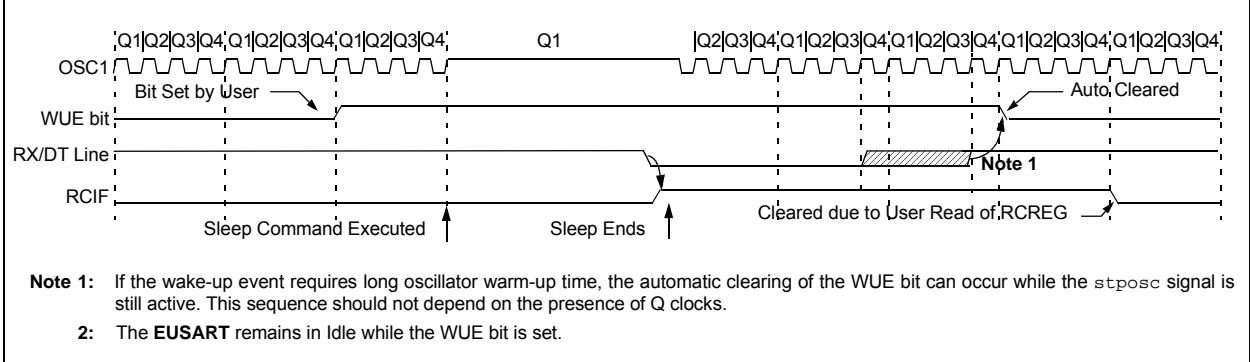 Q1 Q2 Q3 Q4 Q1 Q2 Q3 Q4 Q1 Q2 Q3 Q4 Q1 Q2 Q3 Q4 Q1 Q2 Q3 Q4 Q1 Q2 Q3 Q4 Q1 Q2 Q3 Q4 Q1 Q2 Q3 Q4
OSC1
Bit Set by User
Auto Cleared
WUE bit
RX/DT Line
Note 1
RCIF
Cleared due to User Read of RCREG
Sleep Command Executed
Sleep Ends
Note 1: If the wake-up event requires long oscillator warm-up time, the automatic clearing of the WUE bit can occur while the stposc signal is
still active. This sequence should not depend on the presence of Q clocks.
2: The EUSART remains in Idle while the WUE bit is set.